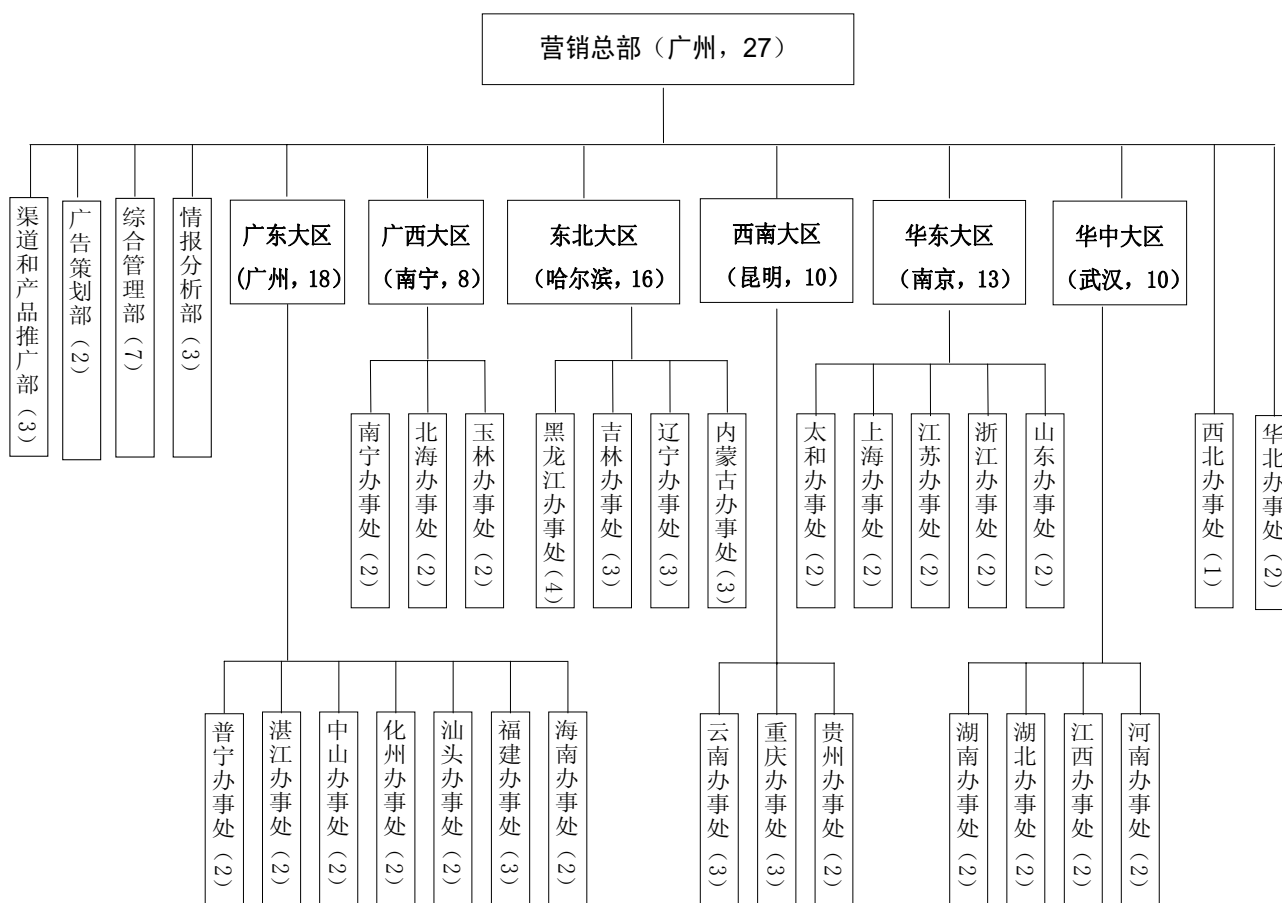 营销总部（广州，27）
渠道和产品推广部（3）
广告策划部（2）
综合管理部（7）
情报分析部（3）
广东大区
(广州，18)
广西大区
（南宁，8）
东北大区
（哈尔滨，16）
西南大区
（昆明，10）
华东大区
（南京，13）
华中大区
（武汉，10）
南宁办事处（2）
北海办事处（2）
玉林办事处（2）
黑龙江办事处（4）
吉林办事处（3）
辽宁办事处（3）
内蒙古办事处（3）
太和办事处（2）
上海办事处（2）
江苏办事处（2）
浙江办事处（2）
山东办事处（2）
西北办事处（1）
华北办事处（2）
普宁办事处（2）
湛江办事处（2）
中山办事处（2）
化州办事处（2）
汕头办事处（2）
福建办事处（3）
海南办事处（2）
云南办事处（3）
重庆办事处（3）
贵州办事处（2）
湖南办事处（2）
湖北办事处（2）
江西办事处（2）
河南办事处（2）